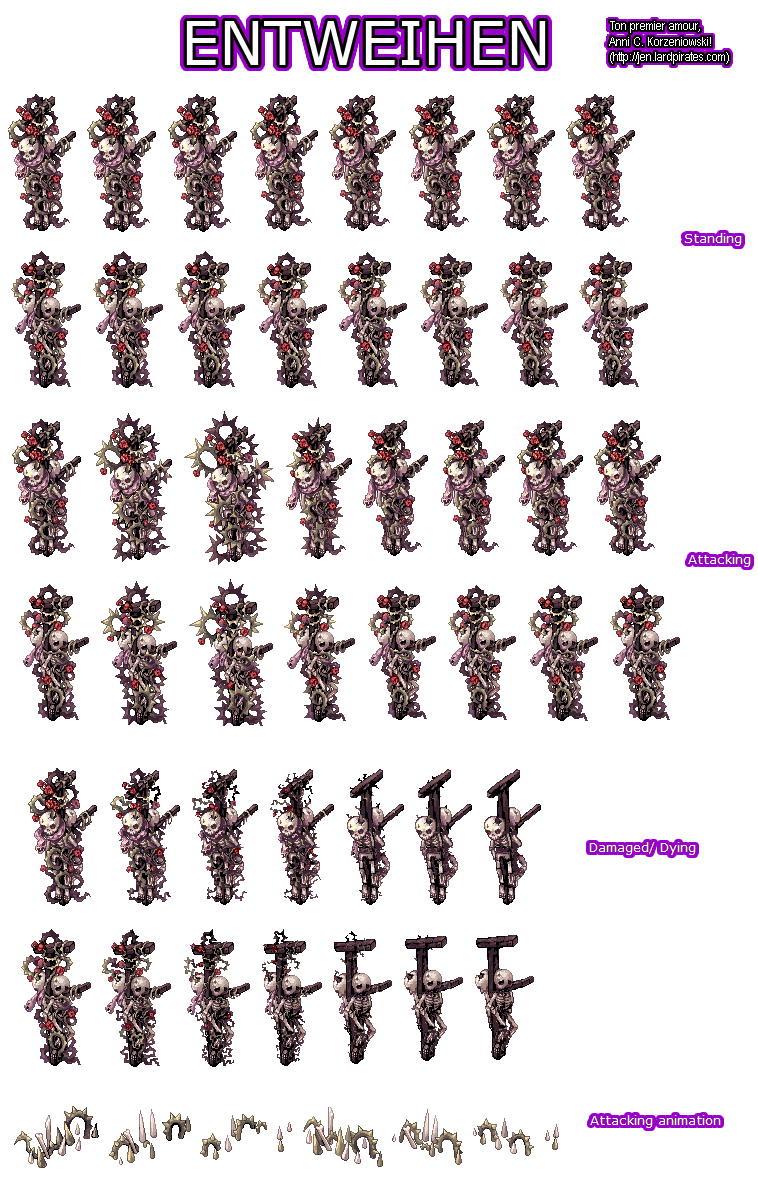 ENTWEIHEN
Ton premier amour,
Anni C. Korzeniowski!
(http://jen.lardpirates.com)
Standing
Attacking
Damaged/ Dying
Attacking animation